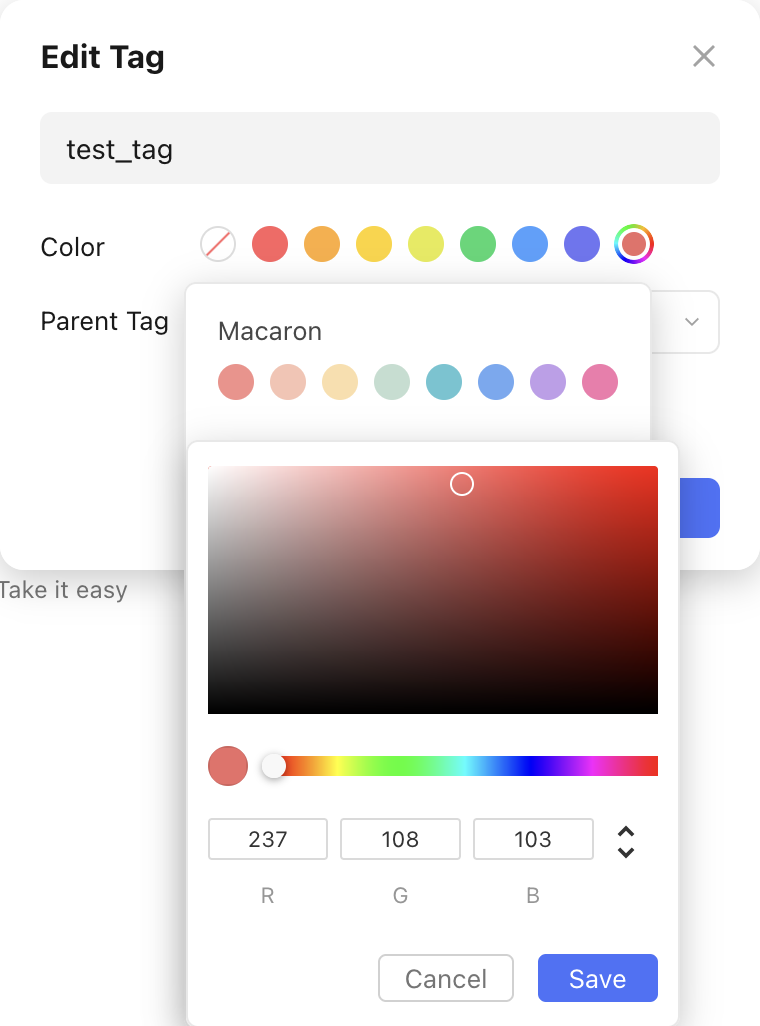 Edit Tag
test_tag
Color
Parent Tag
Macaron
Take it easy
237 108 103
R G B
Cancel Save